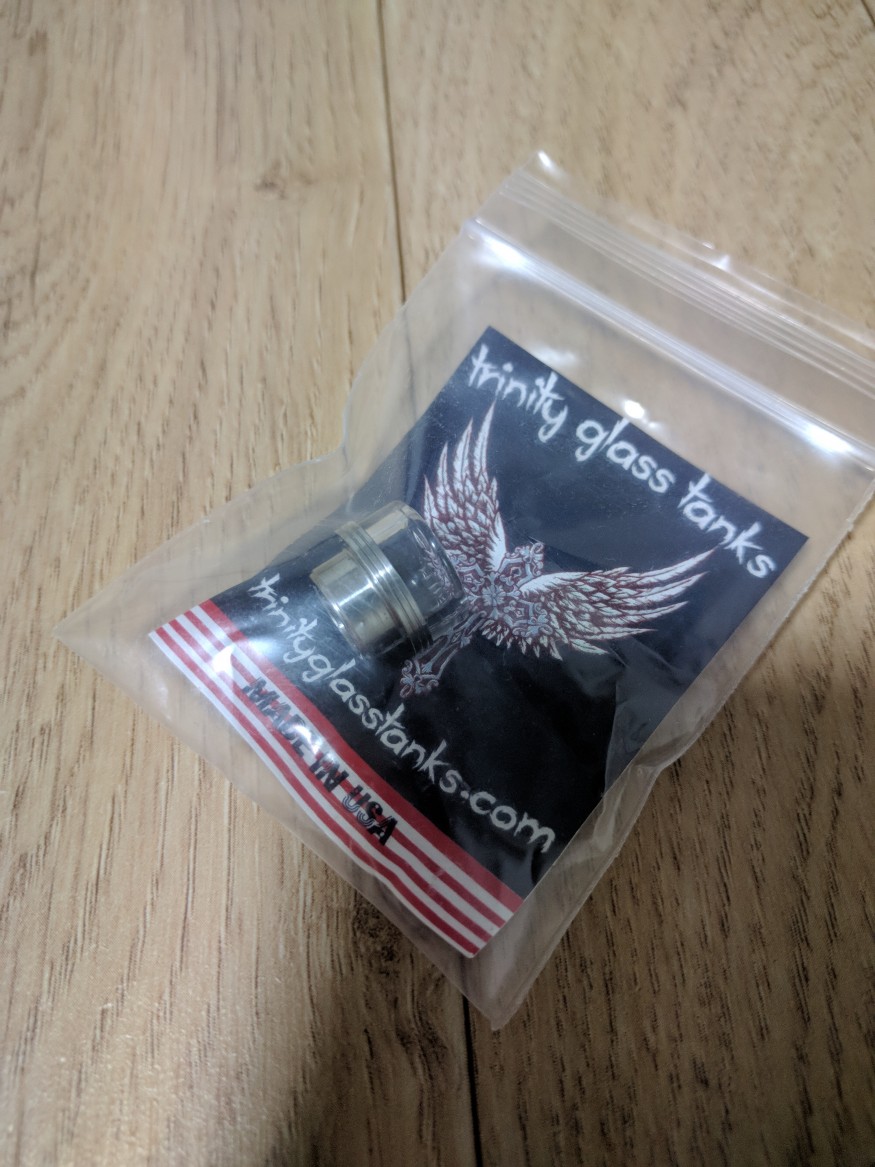 trinity glass tanks
trinityglasstanks.com
MADE IN USA